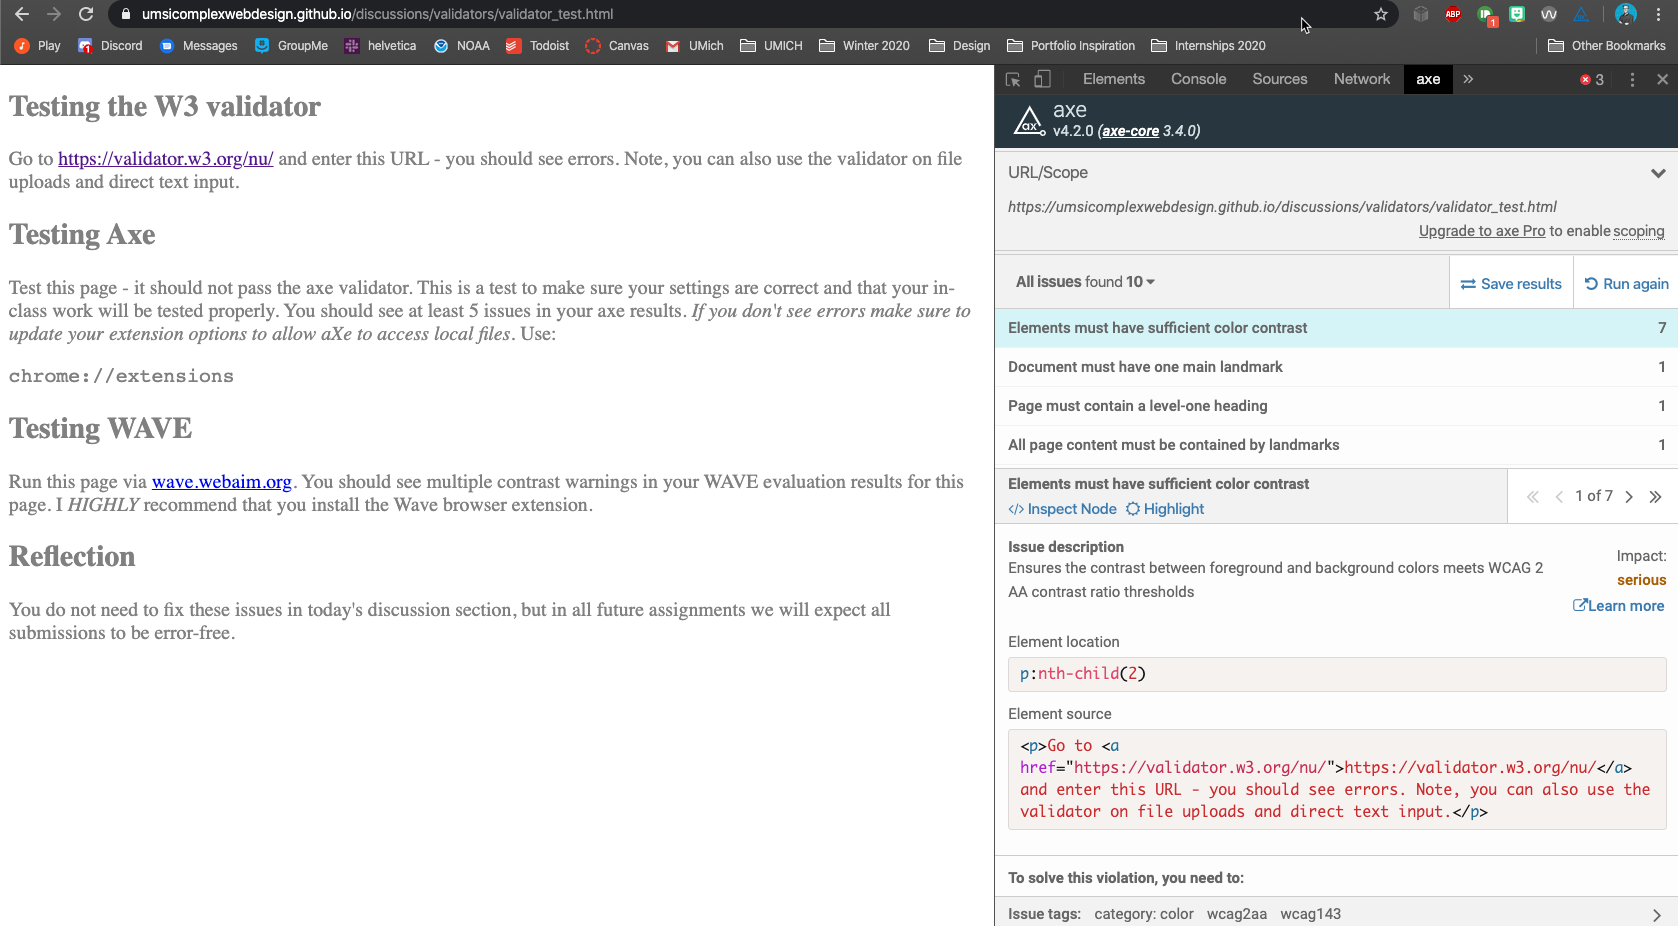 umsicomplexwebdesign.github.io/discussions/validators/validator_test.html
ABP
1
Play
1
Discord
Messages
GroupMe
helvetica
NOAA
Todoist
Canvas
UMich
UMICH
Winter 2020
Design
Portfolio Inspiration
Internships 2020
Other Bookmarks
Testing the W3 validator
Go to https://validator.w3.org/nu/ and enter this URL - you should see errors. Note, you can also use the validator on file
uploads and direct text input.
Testing Axe
Test this page - it should not pass the axe validator. This is a test to make sure your settings are correct and that your in-
class work will be tested properly. You should see at least 5 issues in your axe results. If you don't see errors make sure to
update your extension options to allow aXe to access local files. Use:
chrome://extensions
Testing WAVE
Run this page via wave.webaim.org. You should see multiple contrast warnings in your WAVE evaluation results for this
page. I HIGHLY recommend that you install the Wave browser extension.
Reflection
You do not need to fix these issues in today's discussion section, but in all future assignments we will expect all
submissions to be error-free.
Elements Console Sources Network axe » 3
ax
axe
v4.2.0 (axe-core 3.4.0)
URL/Scope
https://umsicomplexwebdesign.github.io/discussions/validators/validator_test.html
Upgrade to axe Pro to enable scoping
All issues found 10
Save results
Run again
Elements must have sufficient color contrast 7
Document must have one main landmark 1
Page must contain a level-one heading 1
All page content must be contained by landmarks 1
Elements must have sufficient color contrast
</> Inspect Node Highlight
1 of 7
Issue description
Ensures the contrast between foreground and background colors meets WCAG 2
AA contrast ratio thresholds
Impact:
serious
Learn more
Element location
p:nth-child(2)
Element source
<p>Go to <a
href="https://validator.w3.org/nu/">https://validator.w3.org/nu/</a>
and enter this URL - you should see errors. Note, you can also use the
validator on file uploads and direct text input.</p>
To solve this violation, you need to:
Issue tags: category: color wcag2aa wcag143